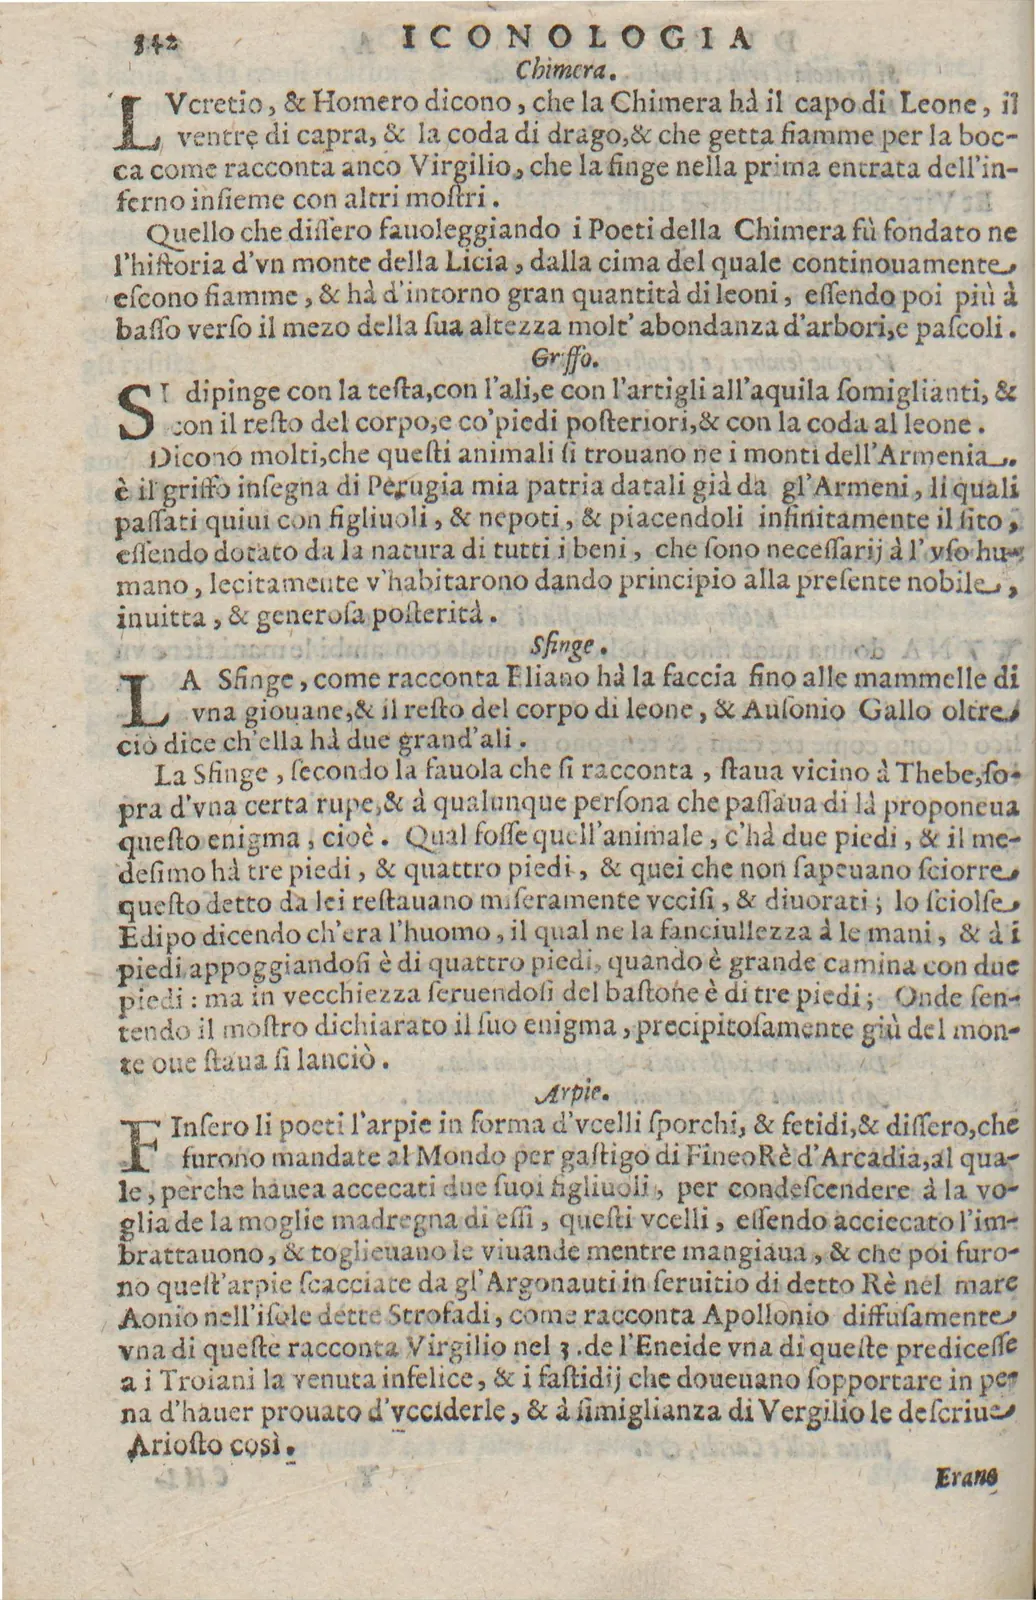 342 ICONOLOGIA
Chimera.
LVcretio, & Homero dicono, che la Chimera hà il capo di Leone, il
ventre di capra, & la coda di drago,& che getta fiamme per la boc-
ca come racconta anco Virgilio, che la finge nella prima entrata dell'in-
ferno inſieme con altri moſtri.
Quello che diſſero fauoleggiando i Poeti della Chimera fù fondato ne
l'hiſtoria d'vn monte della Licia, dalla cima del quale continouamente
eſcono fiamme, & hà d'intorno gran quantità di leoni, eſſendo poi più à
baſſo verſo il mezo della ſua altezza molt' abondanza d'arbori,e paſcoli.
Griffo.
SI dipinge con la teſta,con l'ali,e con l'artigli all'aquila ſomiglianti, &
con il reſto del corpo,e co'piedi poſteriori,& con la coda al leone.
Dicono molti,che queſti animali ſi trouano ne i monti dell'Armenia.
è il griffo inſegna di Perugia mia patria datali già da gl'Armeni, li quali
paſſati quiui con figliuoli, & nepoti, & piacendoli infinitamente il ſito,
eſſendo dotato da la natura di tutti i beni, che ſono neceſſarij à l'vſo hu-
mano, lecitamente v'habitarono dando principio alla preſente nobile,
inuitta, & generoſa poſterità.
Sfinge.
LA Sfinge, come racconta Eliano hà la faccia fino alle mammelle di
vna giouane,& il reſto del corpo di leone, & Auſonio Gallo oltre
ciò dice ch'ella hà due grand'ali.
La Sfinge, ſecondo la fauola che ſi racconta, ſtaua vicino à Thebe,ſo-
pra d'vna certa rupe,& à qualunque perſona che paſſaua di là proponeua
queſto enigma, cioè. Qual foſſe quell'animale, c'hà due piedi, & il me-
deſimo hà tre piedi, & quattro piedi, & quei che non ſapeuano ſciorre
queſto detto da lei reſtauano miſeramente vcciſi, & diuorati; lo ſciolſe
Edipo dicendo ch'era l'huomo, il qual ne la fanciullezza à le mani, & à i
piedi appoggiandoſi è di quattro piedi, quando è grande camina con due
piedi: ma in vecchiezza ſeruendoſi del baſtone è di tre piedi; Onde ſen-
tendo il moſtro dichiarato il ſuo enigma, precipitoſamente giù del mon-
te oue ſtaua ſi lanciò.
Arpie.
FInſero li poeti l'arpie in forma d'vcelli ſporchi, & fetidi,& diſſero,che
furono mandate al Mondo per gaſtigo di Fineo Rè d'Arcadia,al qua-
le, perche hauea accecati due ſuoi figliuoli, per condeſcendere à la vo-
glia de la moglie madregna di eſſi, queſti vcelli, eſſendo acciecato l'im-
brattauono, & toglieuano le viuande mentre mangiaua, & che poi furo-
no queſt'arpie ſcacciate da gl'Argonauti in ſeruitio di detto Rè nel mare
Aonio nell'iſole dette Strofadi, come racconta Apollonio diffuſamente
vna di queſte racconta Virgilio nel 3.de l'Eneide vna di queſte prediceſſe
a i Troiani la venuta infelice, & i faſtidij che doueuano ſopportare in pe-
na d'hauer prouato d'vcciderle, & à ſimiglianza di Vergilio le deſcriue
Arioſto così.
Erano